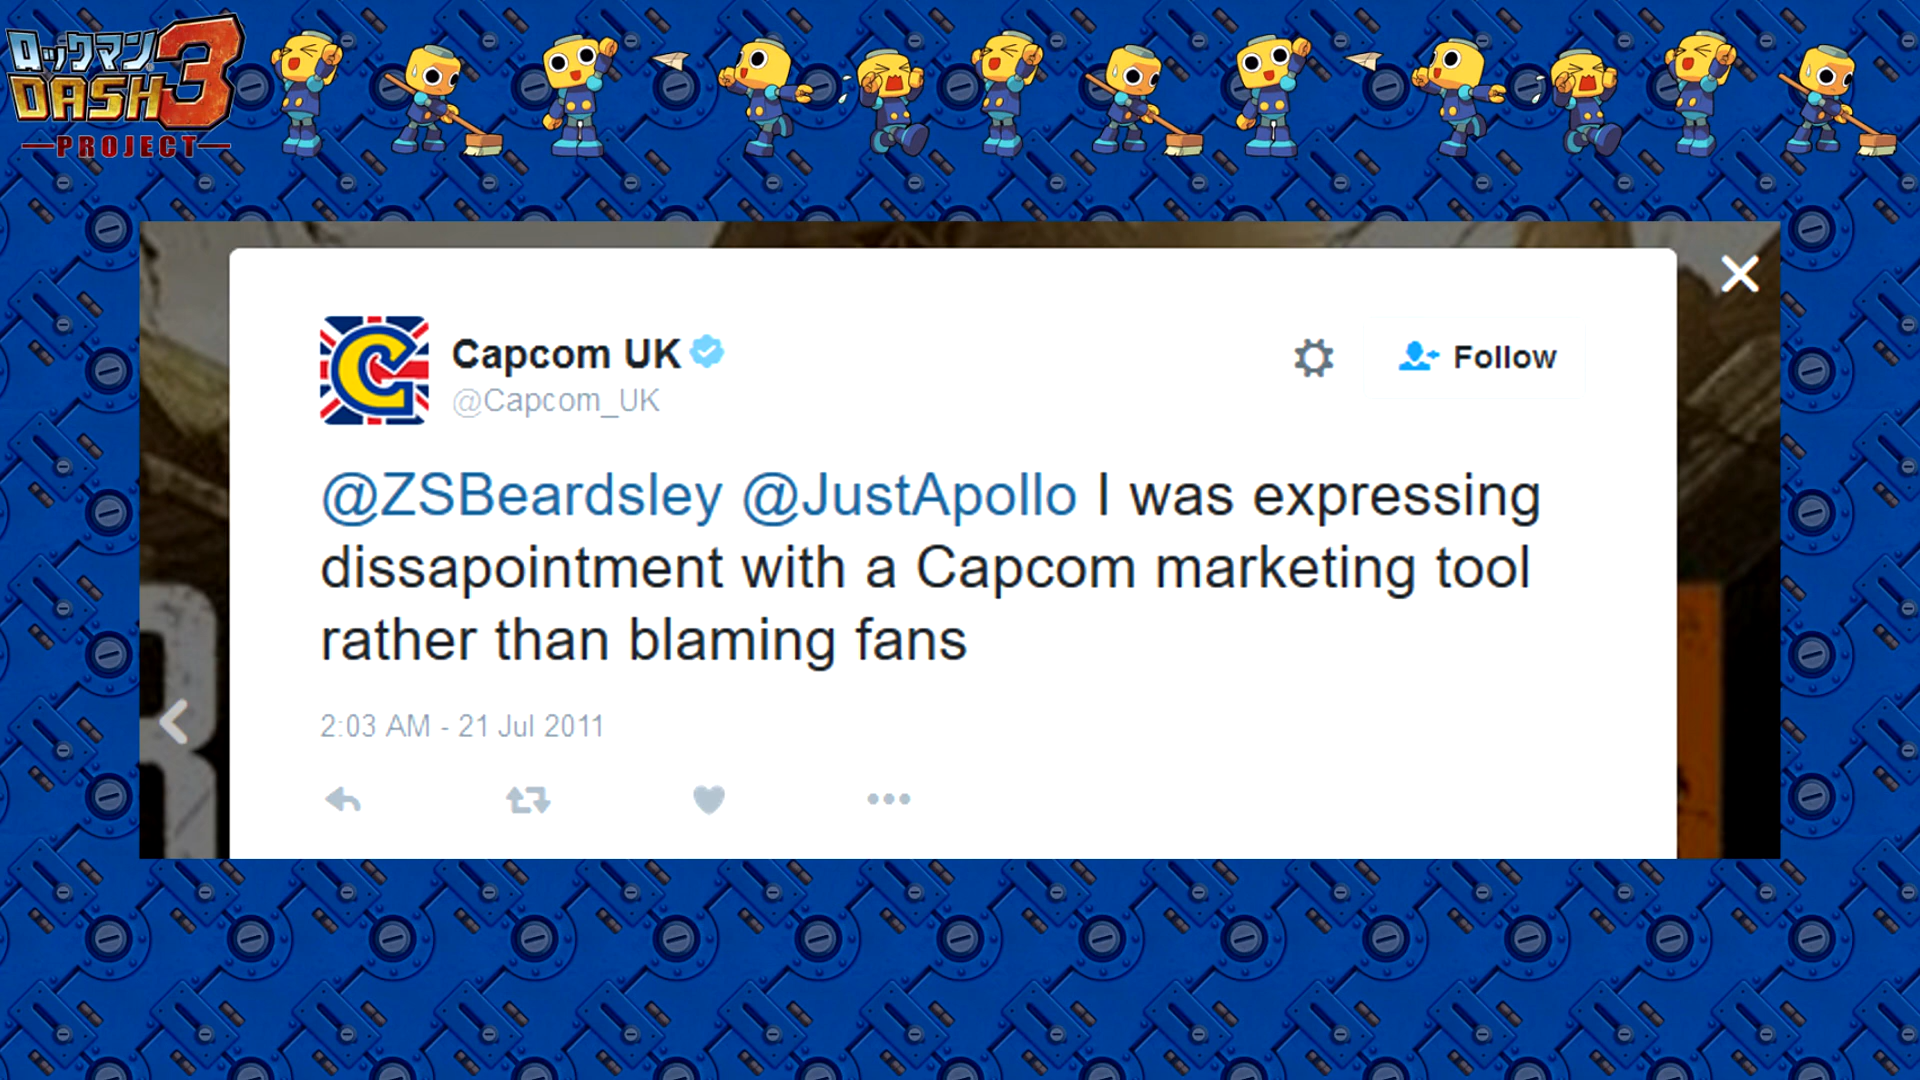 ロックマン
DASH 3
PROJECT
Capcom UK
@Capcom_UK
Follow
@ZSBeardsley @JustApollo I was expressing
dissapointment with a Capcom marketing tool
rather than blaming fans
2:03 AM - 21 Jul 2011